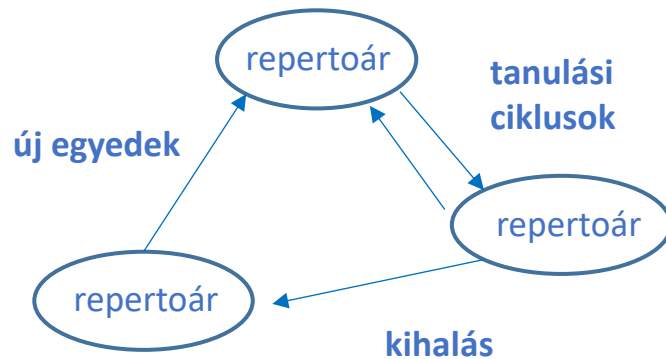 repertoár
tanulási
ciklusok
új egyedek
repertoár
repertoár
kihalás